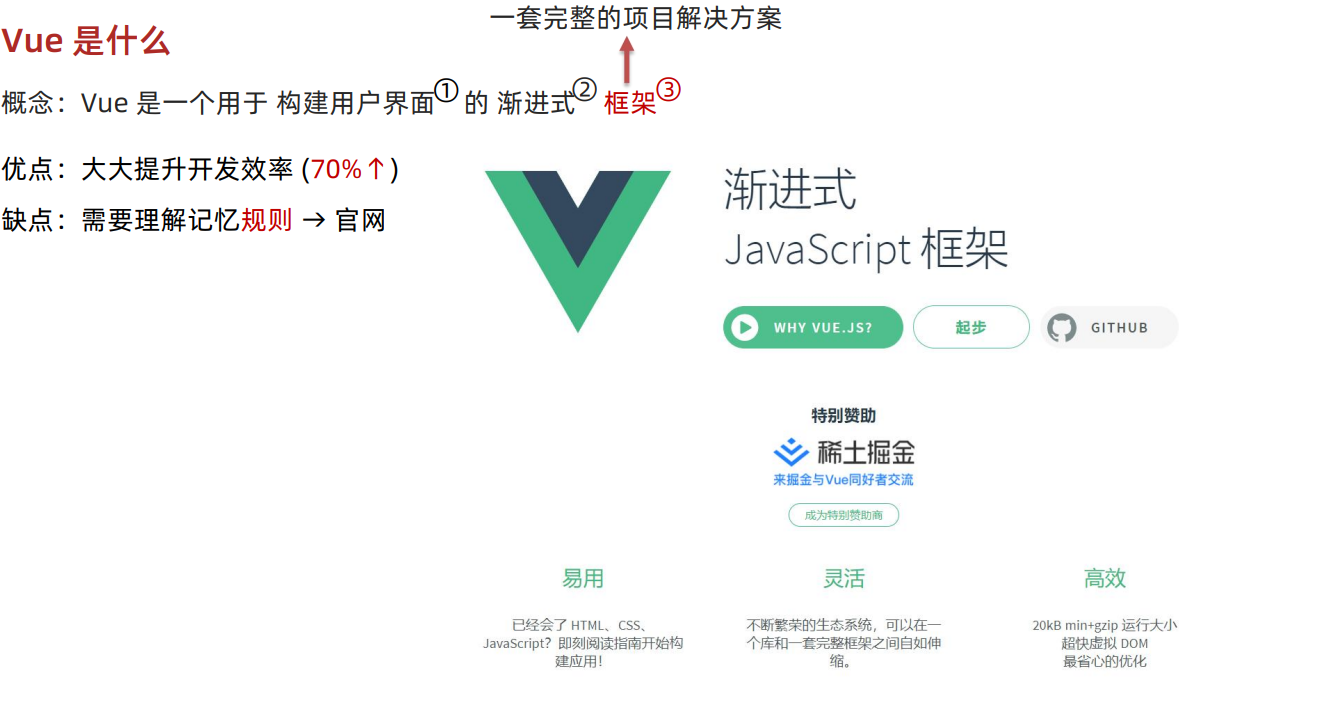 一套完整的项目解决方案
Vue 是什么
概念：Vue 是一个用于 构建用户界面① 的 渐进式② 框架③
优点：大大提升开发效率 (70%↑)
缺点：需要理解记忆规则 → 官网
渐进式
JavaScript 框架
WHY VUE.JS?
起步
GITHUB
特别赞助
稀土掘金
来掘金与Vue同好者交流
成为特别赞助商
易用
已经会了 HTML、CSS、
JavaScript？即刻阅读指南开始构
建应用！
灵活
不断繁荣的生态系统，可以在一
个库和一套完整框架之间自如伸
缩。
高效
20kB min+gzip 运行大小
超快虚拟 DOM
最省心的优化